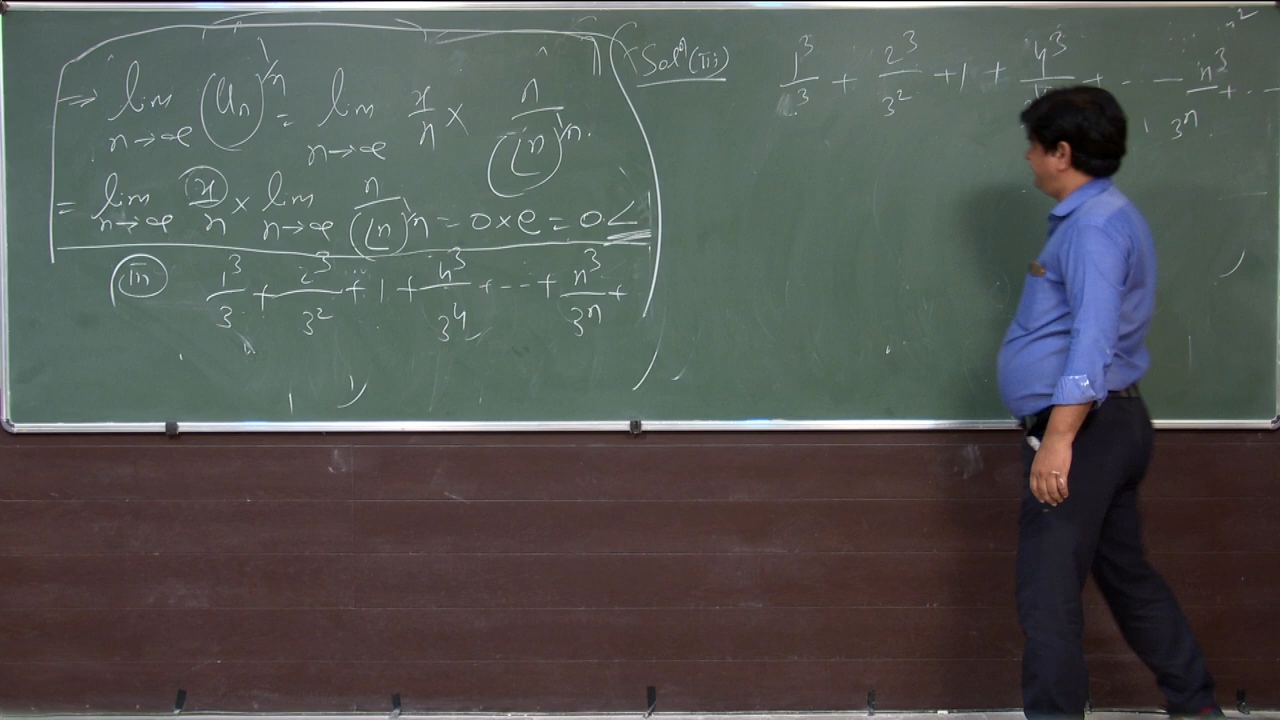 ⇒ lim n→∞ (Un)^1/n = lim n→∞ x/n × n/(⌊n)^1/n
= lim n→∞ x/n × lim n→∞ n/(⌊n)^1/n = 0×e = 0 <1
(iii) 1³/3 + 2³/3² + 1 + 4³/3⁴ + --- + n³/3ⁿ +
Solⁿ (iii) 1³/3 + 2³/3² + 1 + 4³ + - - - n³/3ⁿ + - -